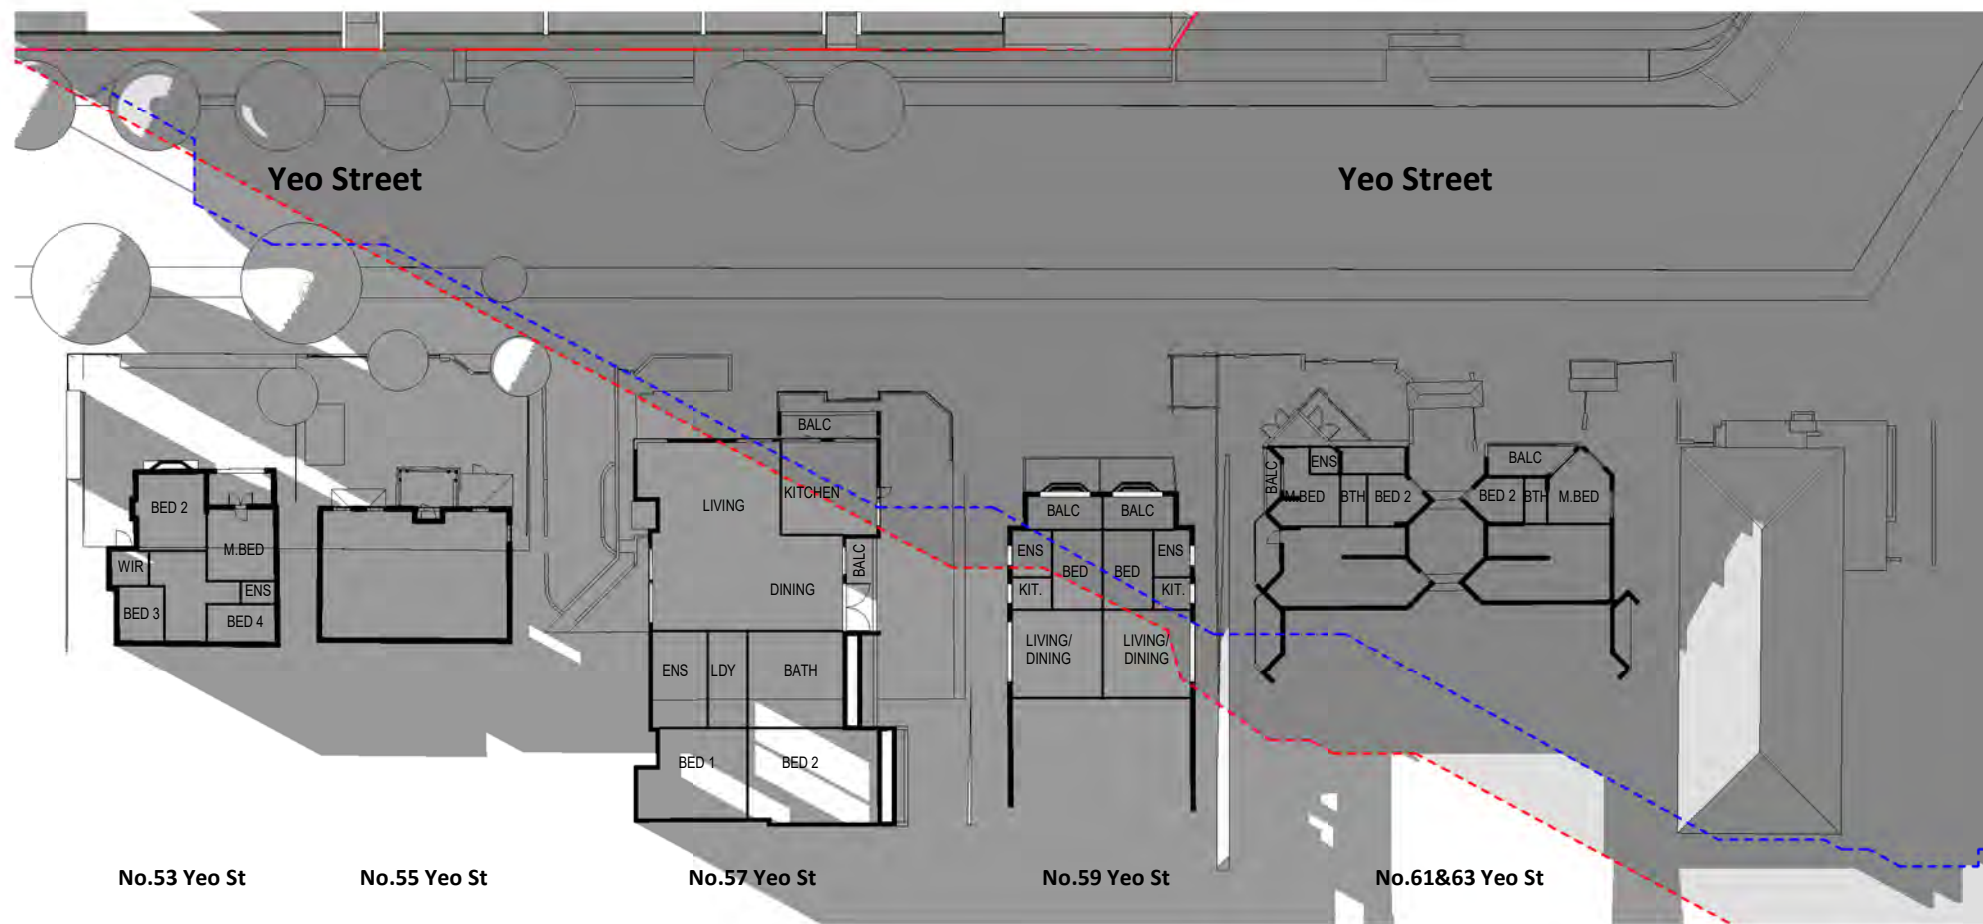 Yeo Street
Yeo Street
BED 2
M.BED
WIR
ENS
BED 3
BED 4
BALC
LIVING
KITCHEN
DINING
BALC
ENS
LDY
BATH
BED 1
BED 2
BALC
BALC
ENS
BED
BED
ENS
KIT.
KIT.
LIVING/
DINING
LIVING/
DINING
BALC
ENS
M.BED
BTH
BED 2
BALC
BED 2
BTH
M.BED
No.53 Yeo St
No.55 Yeo St
No.57 Yeo St
No.59 Yeo St
No.61&63 Yeo St